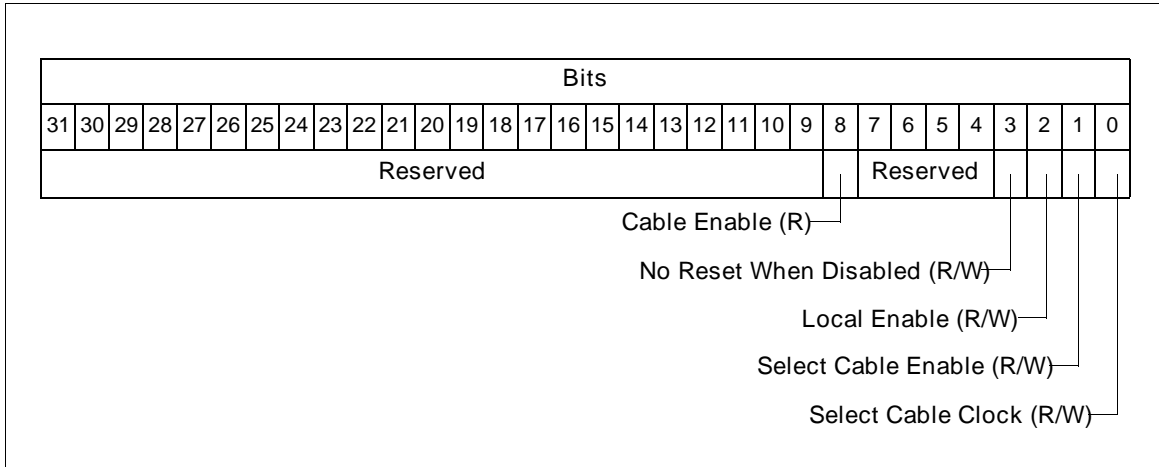 Bits
31 30 29 28 27 26 25 24 23 22 21 20 19 18 17 16 15 14 13 12 11 10 9 8 7 6 5 4 3 2 1 0
Reserved Reserved
Cable Enable (R)
No Reset When Disabled (R/W)
Local Enable (R/W)
Select Cable Enable (R/W)
Select Cable Clock (R/W)